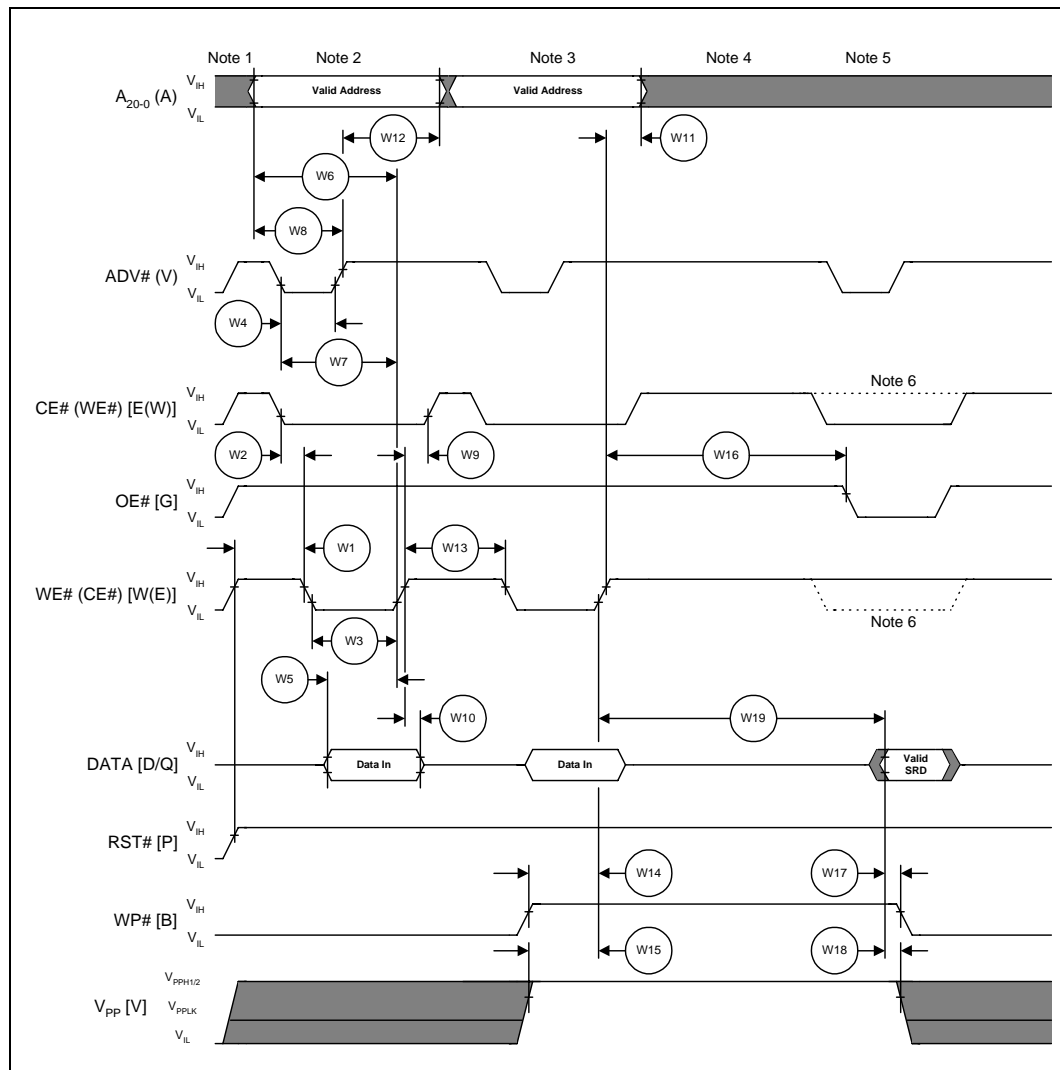 Note 1 Note 2 Note 3 Note 4 Note 5
A20-0 (A)
VIH
VIL
Valid Address
Valid Address
W12
W11
W6
W8
ADV# (V)
VIH
VIL
W4
W7
CE# (WE#) [E(W)]
VIH
VIL
Note 6
W2
W9
W16
OE# [G]
VIH
VIL
W1
W13
WE# (CE#) [W(E)]
VIH
VIL
Note 6
W3
W5
W10
W19
DATA [D/Q]
VIH
VIL
Data In
Data In
Valid
SRD
RST# [P]
VIH
VIL
W14
W17
WP# [B]
VIH
VIL
W15
W18
VPP [V]
VPPH1/2
VPPLK
VIL